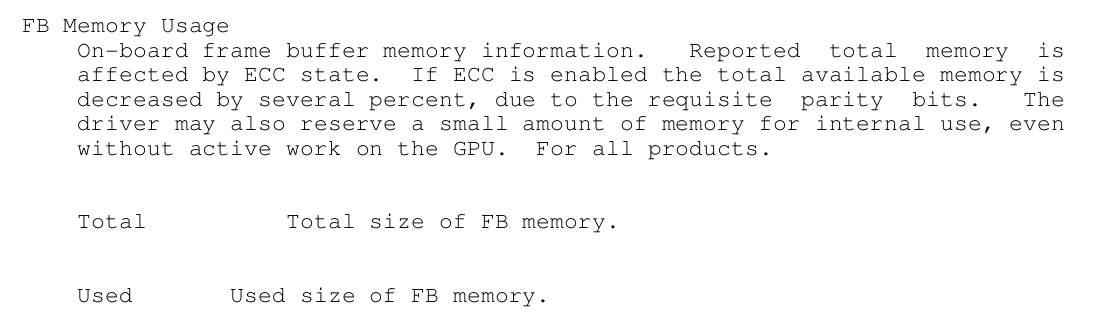 FB Memory Usage
On-board frame buffer memory information. Reported total memory is
affected by ECC state. If ECC is enabled the total available memory is
decreased by several percent, due to the requisite parity bits. The
driver may also reserve a small amount of memory for internal use, even
without active work on the GPU. For all products.
Total Total size of FB memory.
Used Used size of FB memory.